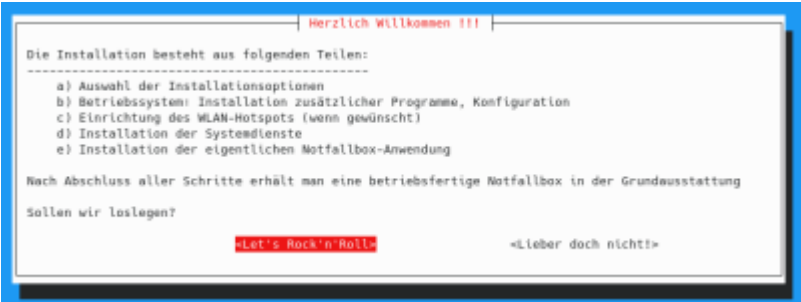 Herzlich Willkommen !!!
Die Installation besteht aus folgenden Teilen:
----------------------------------------------
a) Auswahl der Installationsoptionen
b) Betriebssystem: Installation zusätzlicher Programme, Konfiguration
c) Einrichtung des WLAN-Hotspots (wenn gewünscht)
d) Installation der Systemdienste
e) Installation der eigentlichen Notfallbox-Anwendung
Nach Abschluss aller Schritte erhält man eine betriebsfertige Notfallbox in der Grundausstattung
Sollen wir loslegen?
<Let's Rock'n'Roll> <Lieber doch nicht!>